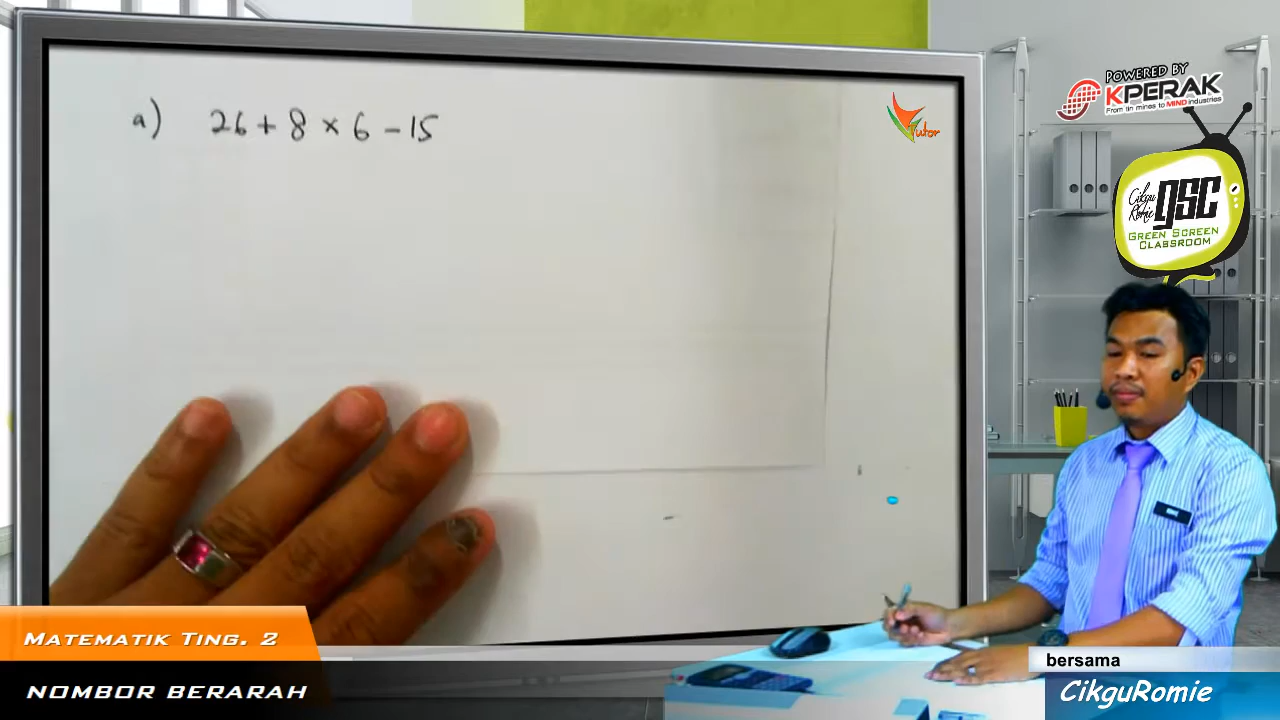 a) 26 + 8 × 6 - 15
Tutor
POWERED BY
KPERAK
From tin mines to MIND industries
Cikgu
Romie GSC
GREEN SCREEN
CLASSROOM
MATEMATIK TING. 2
NOMBOR BERARAH
bersama
CikguRomie